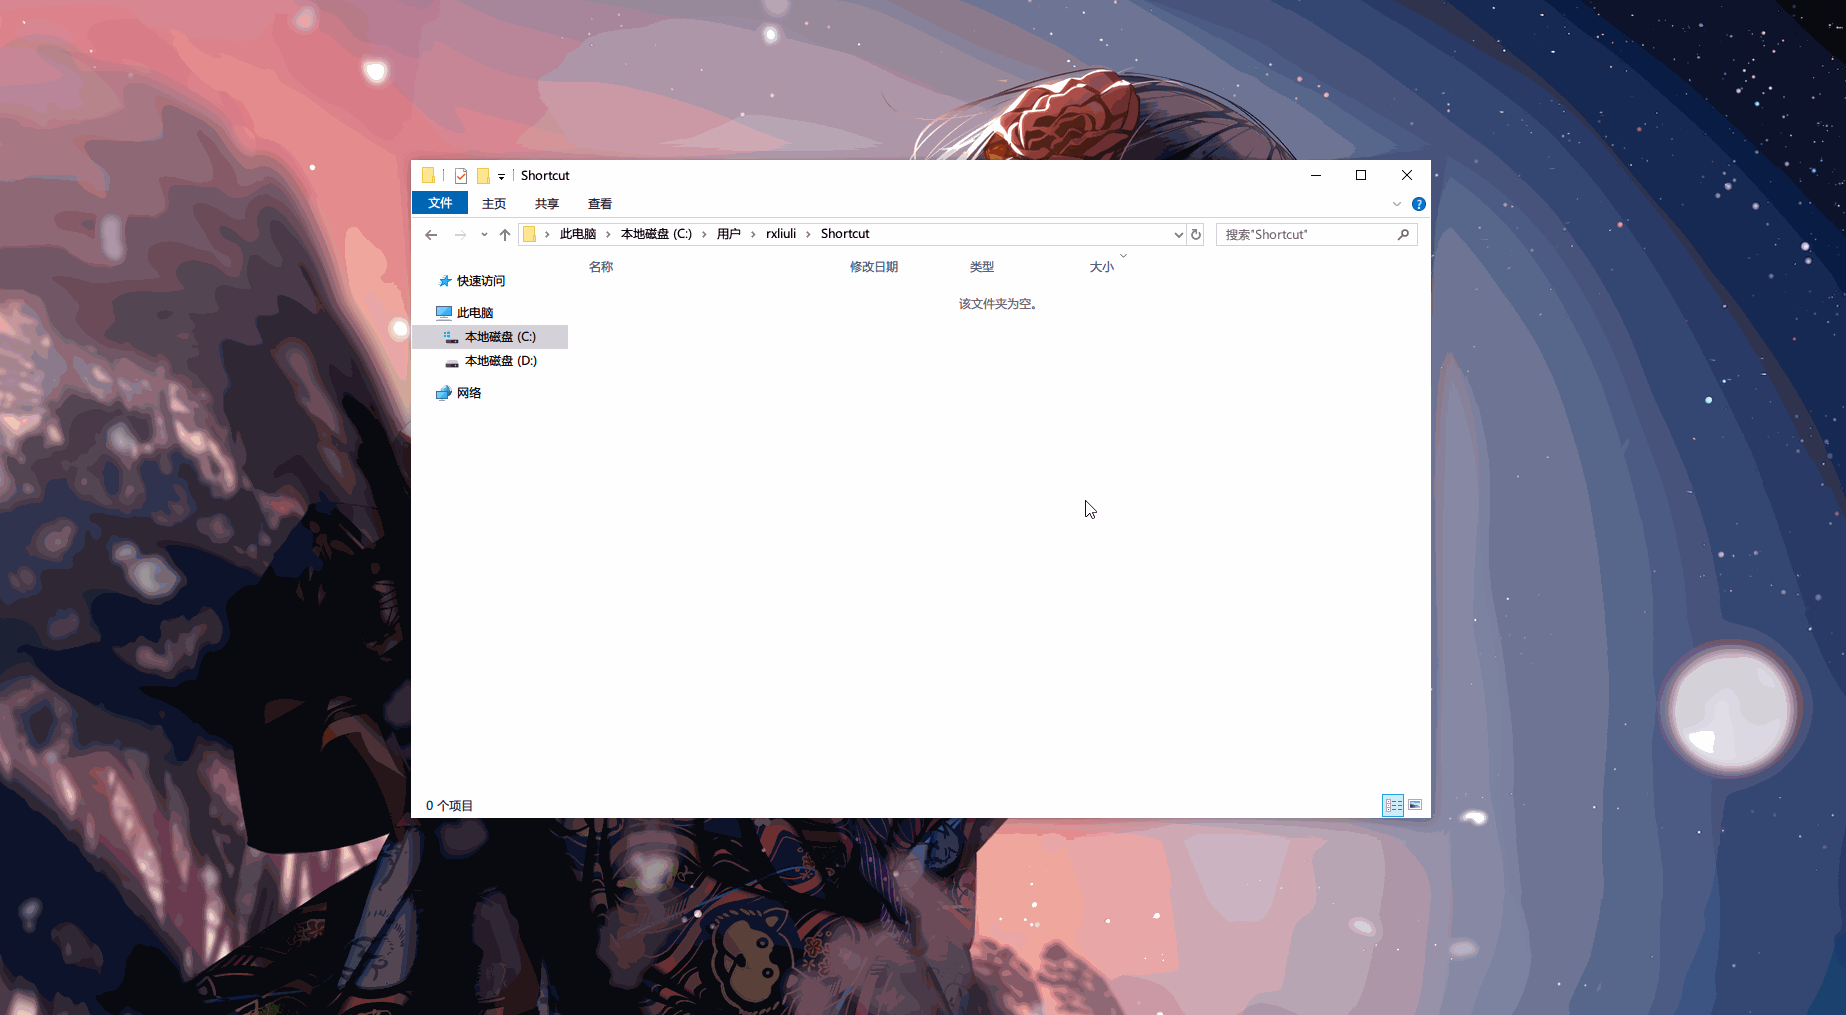 Shortcut
文件 主页 共享 查看
此电脑 本地磁盘 (C:) 用户 rxliuli Shortcut 搜索"Shortcut"
名称 修改日期 类型 大小
快速访问
该文件夹为空。
此电脑
本地磁盘 (C:)
本地磁盘 (D:)
网络
0 个项目